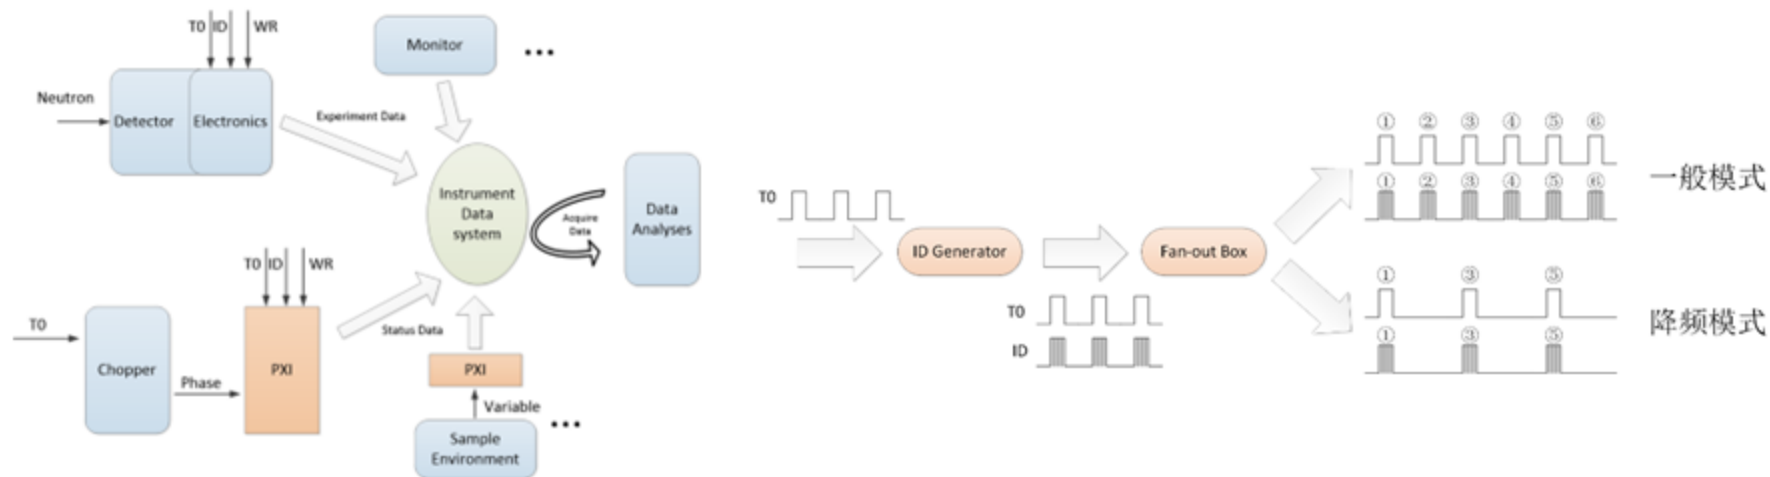 T0 ID WR
Monitor
...
Neutron
Detector
Electronics
Experiment Data
Instrument
Data
system
Acquire
Data
Data
Analyses
T0 ID WR
T0
Chopper
Phase
PXI
Status Data
PXI
Variable
...
Sample
Environment
T0
ID Generator
T0
ID
Fan-out Box
① ② ③ ④ ⑤ ⑥
① ② ③ ④ ⑤ ⑥
一般模式
① ③ ⑤
① ③ ⑤
降频模式